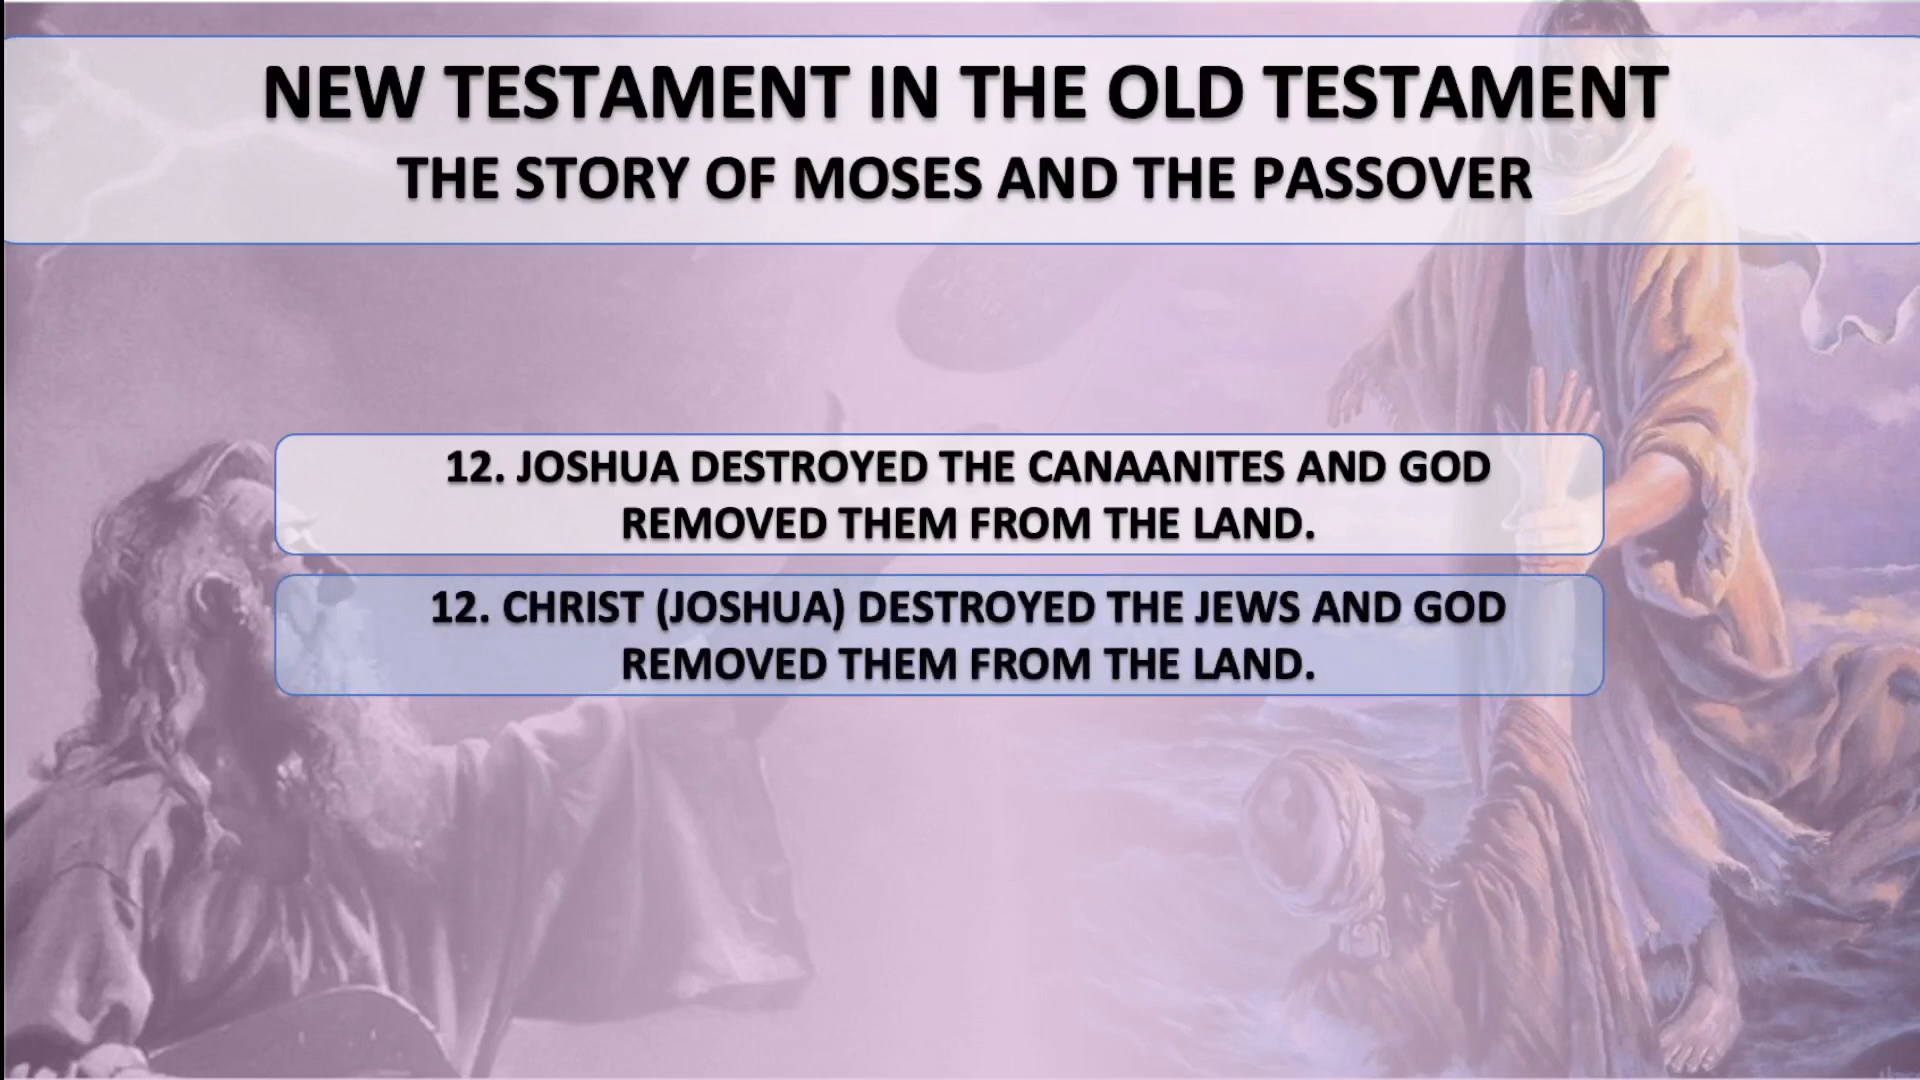 NEW TESTAMENT IN THE OLD TESTAMENT
THE STORY OF MOSES AND THE PASSOVER
12. JOSHUA DESTROYED THE CANAANITES AND GOD
REMOVED THEM FROM THE LAND.
12. CHRIST (JOSHUA) DESTROYED THE JEWS AND GOD
REMOVED THEM FROM THE LAND.